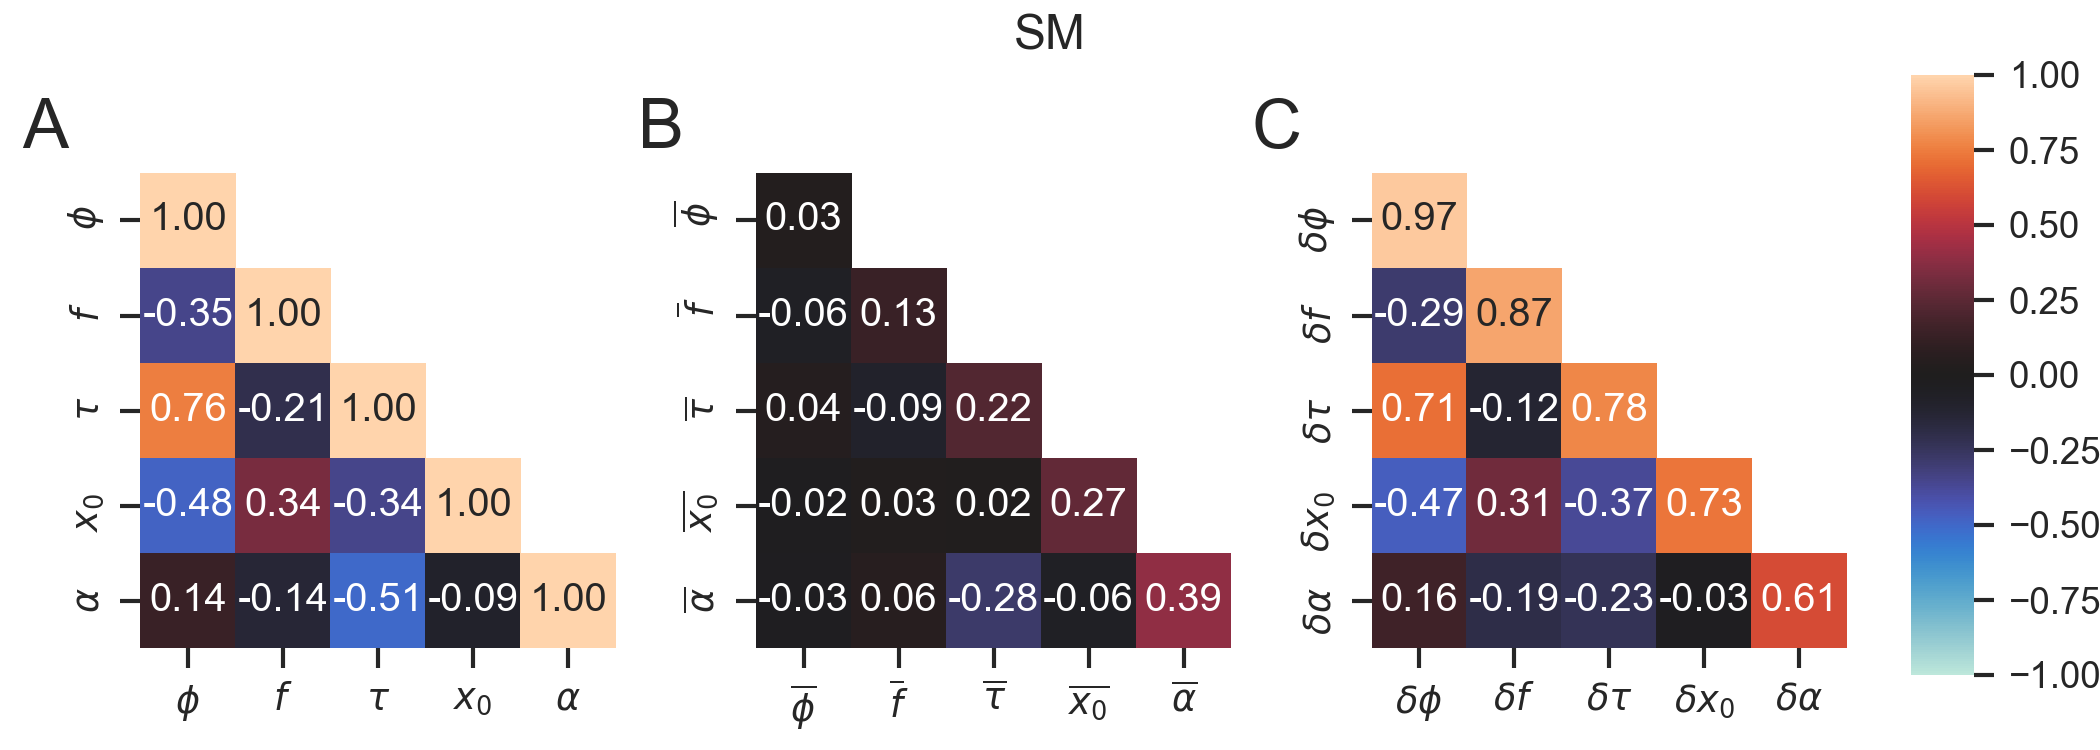 SM
A B C
1.00
0.75
0.50
0.25
0.00
−0.25
−0.50
−0.75
−1.00
ϕ 1.00
f -0.35 1.00
τ 0.76 -0.21 1.00
x₀ -0.48 0.34 -0.34 1.00
α 0.14 -0.14 -0.51 -0.09 1.00
ϕ f τ x₀ α
ϕ̅ 0.03
f̅ -0.06 0.13
τ̅ 0.04 -0.09 0.22
x̅₀̅ -0.02 0.03 0.02 0.27
α̅ -0.03 0.06 -0.28 -0.06 0.39
ϕ̅ f̅ τ̅ x̅₀̅ α̅
δϕ 0.97
δf -0.29 0.87
δτ 0.71 -0.12 0.78
δx₀ -0.47 0.31 -0.37 0.73
δα 0.16 -0.19 -0.23 -0.03 0.61
δϕ δf δτ δx₀ δα